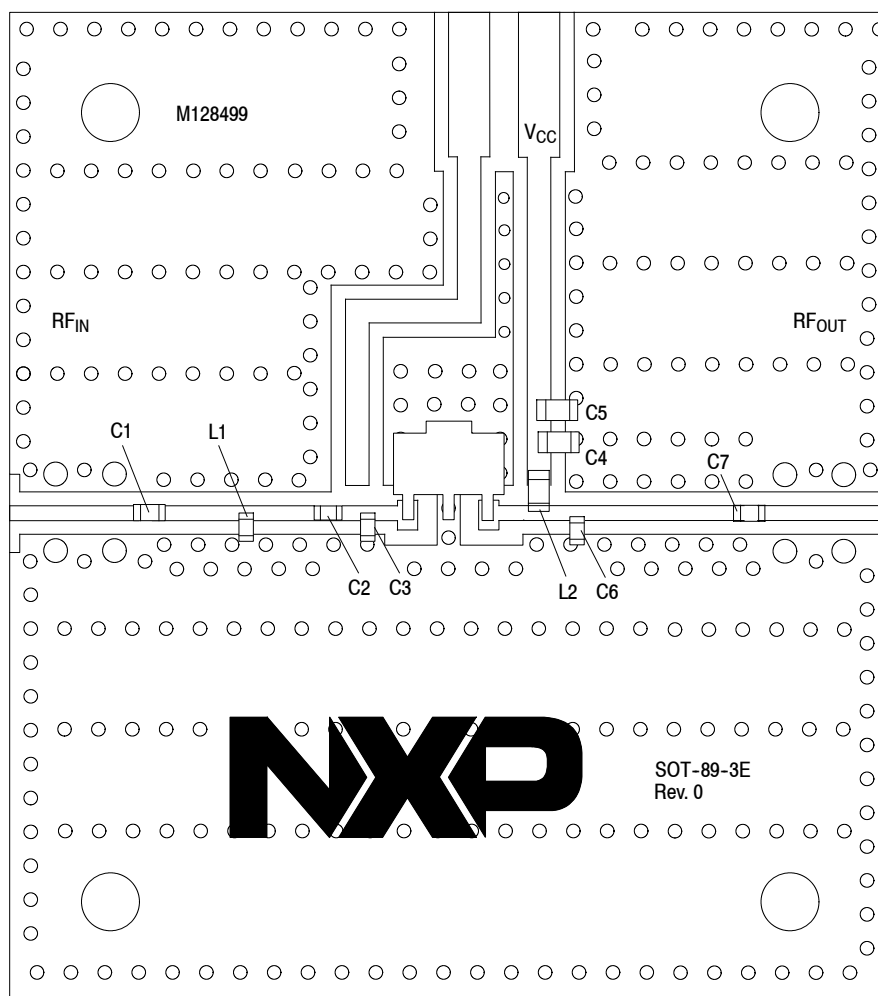 M128499
VCC
RFIN
RFOUT
C5
C1
L1
C4
C7
C2
C3
L2
C6
NXP
SOT-89-3E
Rev. 0